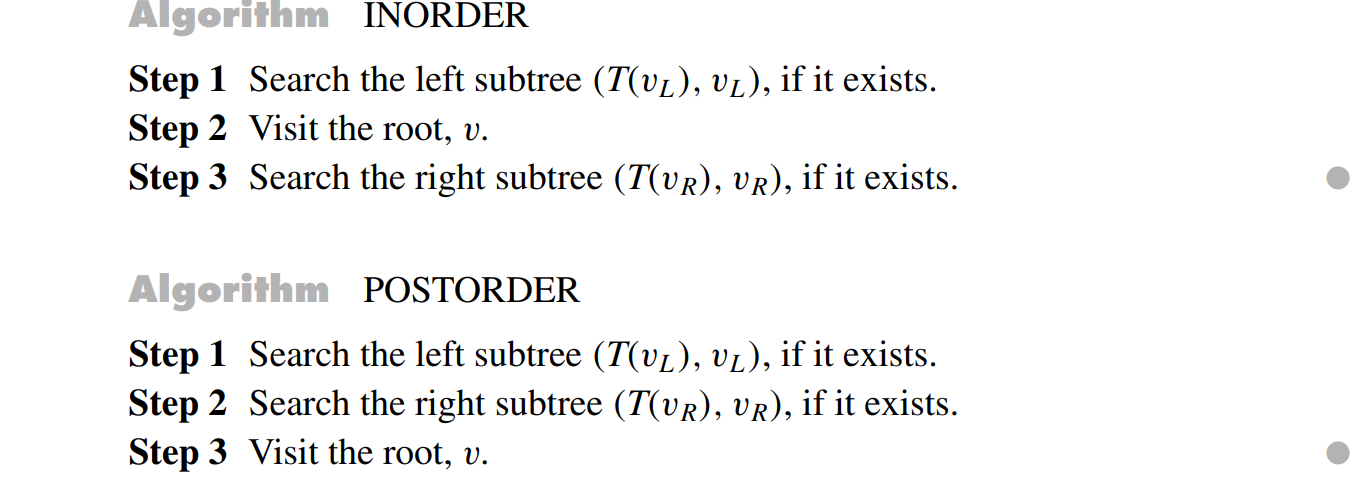 Algorithm INORDER
Step 1 Search the left subtree (T(v_L), v_L), if it exists.
Step 2 Visit the root, v.
Step 3 Search the right subtree (T(v_R), v_R), if it exists.
Algorithm POSTORDER
Step 1 Search the left subtree (T(v_L), v_L), if it exists.
Step 2 Search the right subtree (T(v_R), v_R), if it exists.
Step 3 Visit the root, v.